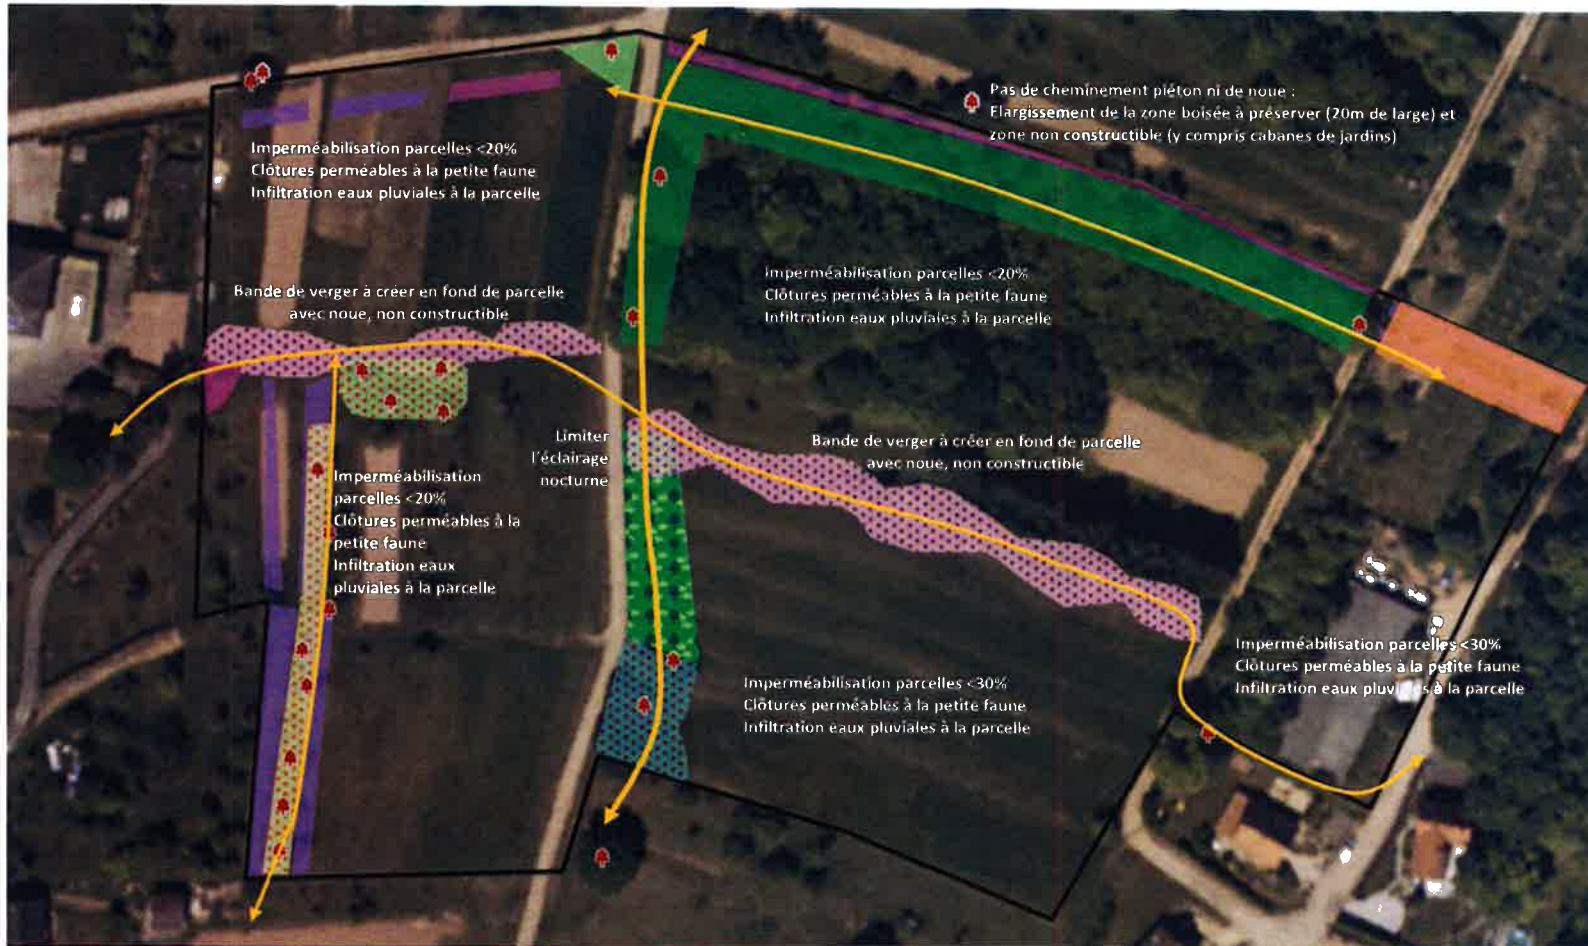 Pas de cheminement piéton ni de noue :
Elargissement de la zone boisée à préserver (20m de large) et
zone non constructible (y compris cabanes de jardins)
Imperméabilisation parcelles <20%
Clôtures perméables à la petite faune
Infiltration eaux pluviales à la parcelle
Imperméabilisation parcelles <20%
Clôtures perméables à la petite faune
Infiltration eaux pluviales à la parcelle
Bande de verger à créer en fond de parcelle
avec noue, non constructible
Limiter
l'éclairage
nocturne
Bande de verger à créer en fond de parcelle
avec noue, non constructible
Imperméabilisation
parcelles <20%
Clôtures perméables à la
petite faune
Infiltration eaux
pluviales à la parcelle
Imperméabilisation parcelles <30%
Clôtures perméables à la petite faune
Infiltration eaux pluviales à la parcelle
Imperméabilisation parcelles <30%
Clôtures perméables à la petite faune
Infiltration eaux pluviales à la parcelle